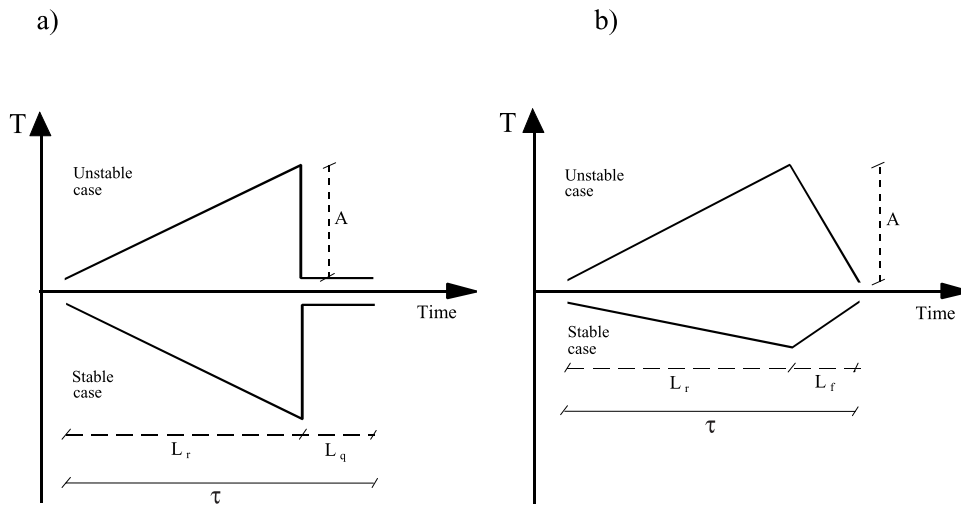 a)
T
Unstable
case
A
Time
Stable
case
L r
L q
τ
b)
T
Unstable
case
A
Time
Stable
case
L r
L f
τ